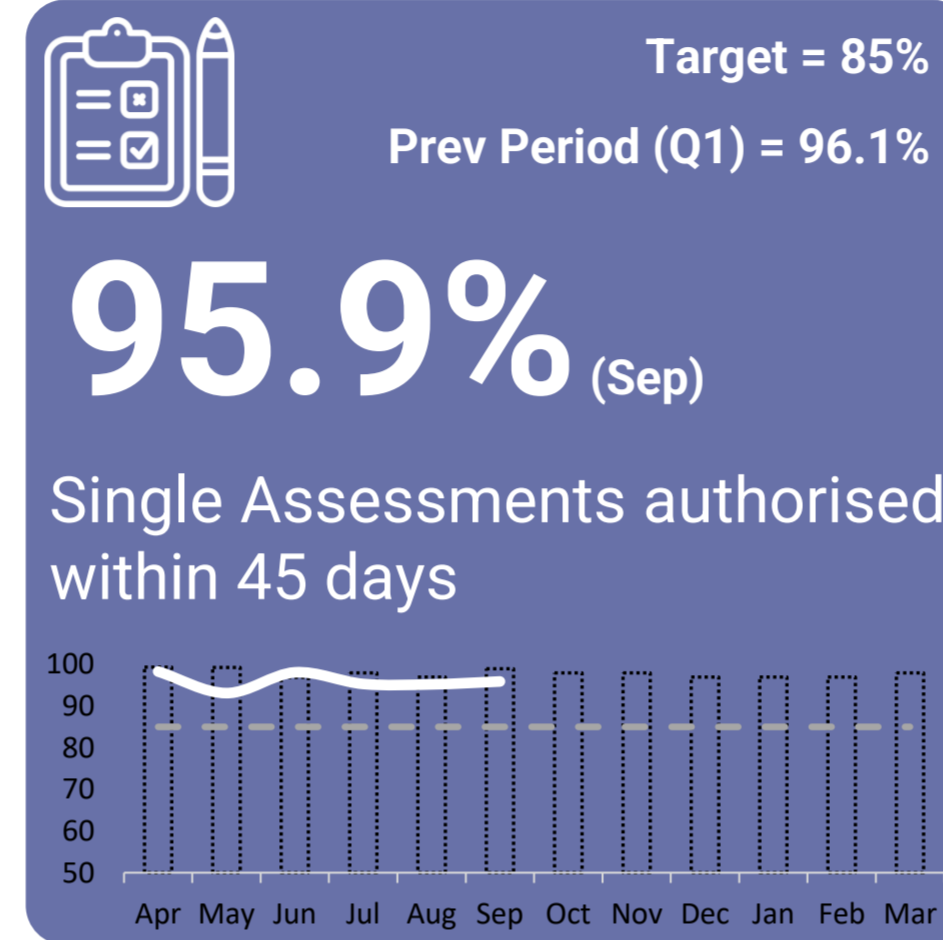 Target = 85%
Prev Period (Q1) = 96.1%
95.9% (Sep)
Single Assessments authorised
within 45 days
100
90
80
70
60
50
Apr May Jun Jul Aug Sep Oct Nov Dec Jan Feb Mar